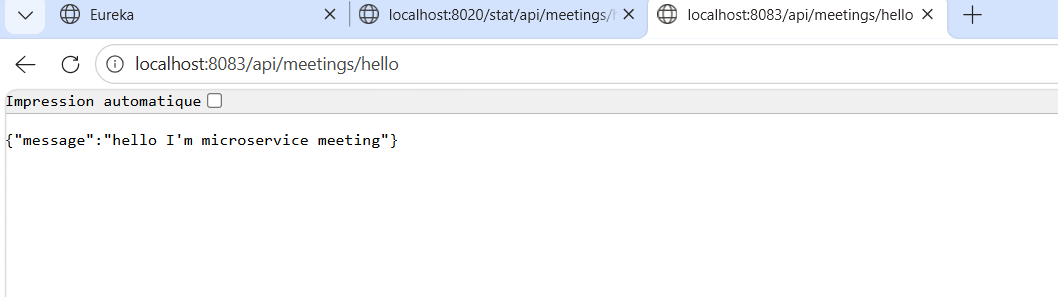 Eureka
localhost:8020/stat/api/meetings/
localhost:8083/api/meetings/hello
localhost:8083/api/meetings/hello
Impression automatique
{"message":"hello I'm microservice meeting"}